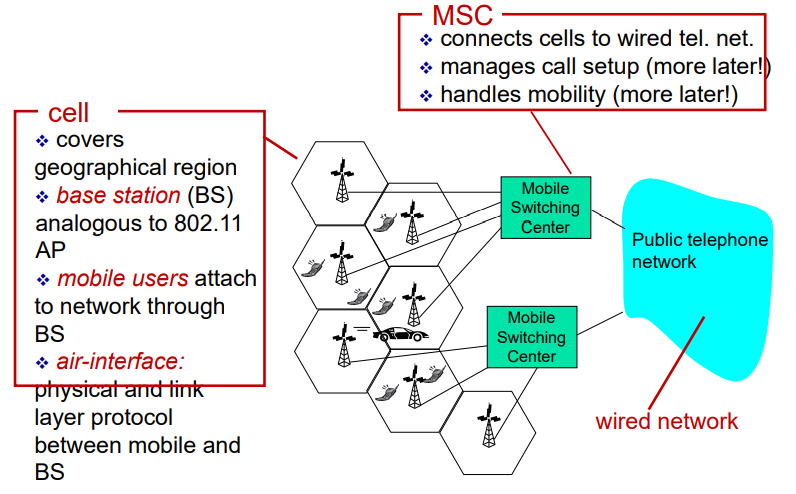 MSC
❖ connects cells to wired tel. net.
❖ manages call setup (more later!)
❖ handles mobility (more later!)
cell
❖ covers
geographical region
❖ base station (BS)
analogous to 802.11
AP
❖ mobile users attach
to network through
BS
❖ air-interface:
physical and link
layer protocol
between mobile and
BS
Mobile
Switching
Center
Public telephone
network
Mobile
Switching
Center
wired network